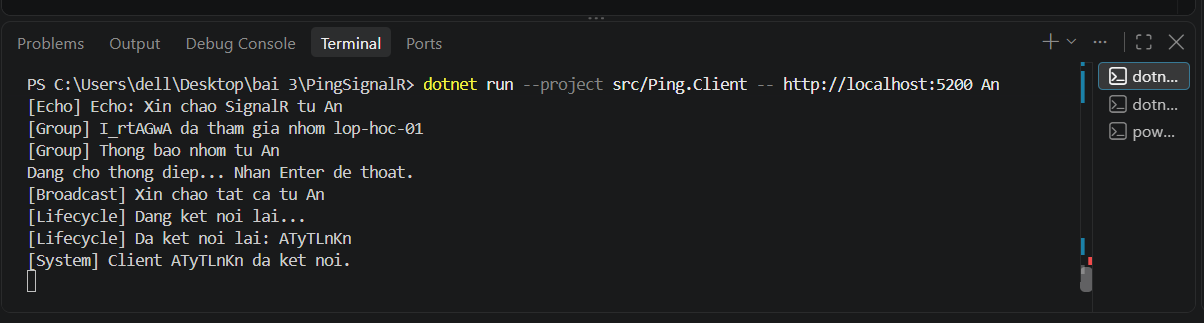 Problems Output Debug Console Terminal Ports
PS C:\Users\dell\Desktop\bai 3\PingSignalR> dotnet run --project src/Ping.Client -- http://localhost:5200 An
[Echo] Echo: Xin chao SignalR tu An
[Group] I_rtAGwA da tham gia nhom lop-hoc-01
[Group] Thong bao nhom tu An
Dang cho thong diep... Nhan Enter de thoat.
[Broadcast] Xin chao tat ca tu An
[Lifecycle] Dang ket noi lai...
[Lifecycle] Da ket noi lai: ATyTLnKn
[System] Client ATyTLnKn da ket noi.
dotn...
dotn...
pow...